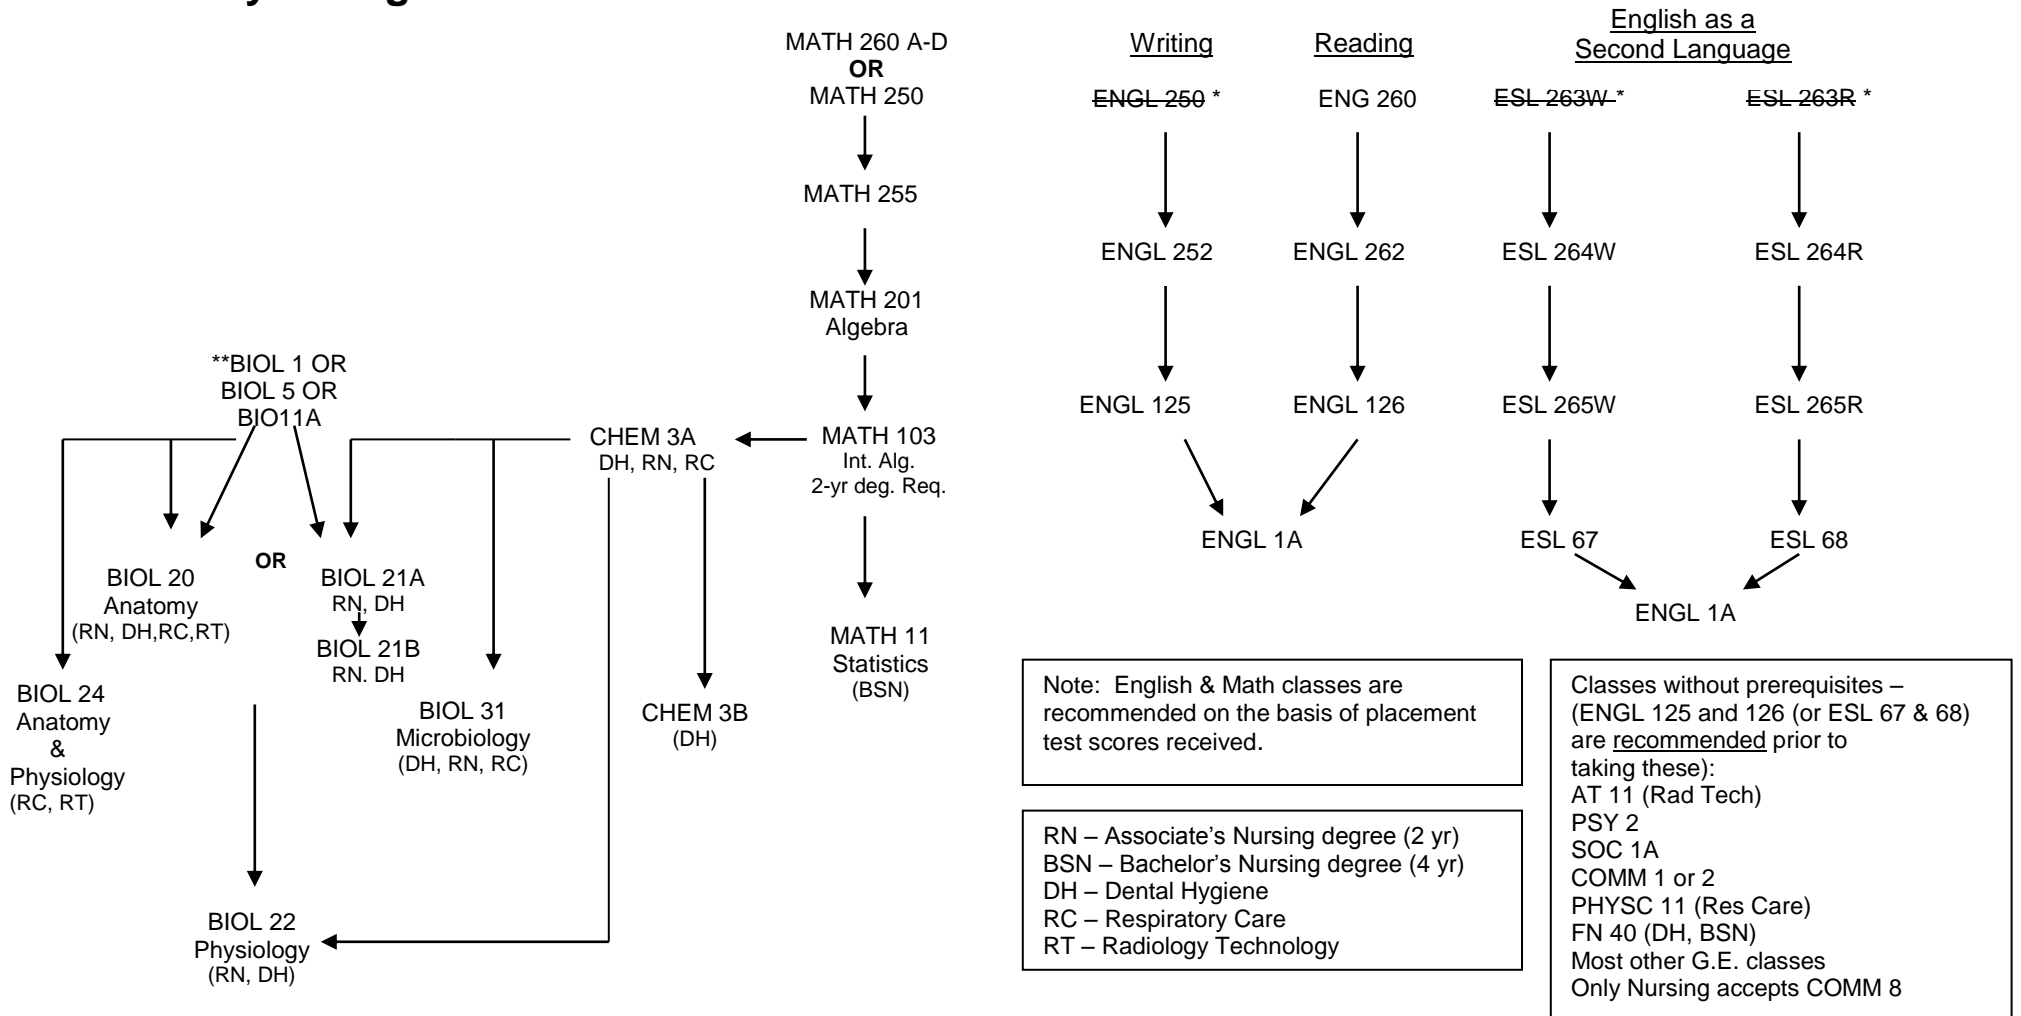 MATH 260 A-D
OR
MATH 250
MATH 255
MATH 201
Algebra
MATH 103
Int. Alg.
2-yr deg. Req.
MATH 11
Statistics
(BSN)
**BIOL 1 OR
BIOL 5 OR
BIO11A
CHEM 3A
DH, RN, RC
BIOL 20
Anatomy
(RN, DH,RC,RT)
OR
BIOL 21A
RN, DH
BIOL 21B
RN. DH
BIOL 24
Anatomy
&
Physiology
(RC, RT)
BIOL 31
Microbiology
(DH, RN, RC)
CHEM 3B
(DH)
BIOL 22
Physiology
(RN, DH)
Writing
ENGL 250 *
ENGL 252
ENGL 125
Reading
ENG 260
ENGL 262
ENGL 126
ENGL 1A
English as a
Second Language
ESL 263W *
ESL 264W
ESL 265W
ESL 67
ESL 263R *
ESL 264R
ESL 265R
ESL 68
ENGL 1A
Note: English & Math classes are
recommended on the basis of placement
test scores received.
RN – Associate's Nursing degree (2 yr)
BSN – Bachelor's Nursing degree (4 yr)
DH – Dental Hygiene
RC – Respiratory Care
RT – Radiology Technology
Classes without prerequisites –
(ENGL 125 and 126 (or ESL 67 & 68)
are recommended prior to
taking these):
AT 11 (Rad Tech)
PSY 2
SOC 1A
COMM 1 or 2
PHYSC 11 (Res Care)
FN 40 (DH, BSN)
Most other G.E. classes
Only Nursing accepts COMM 8